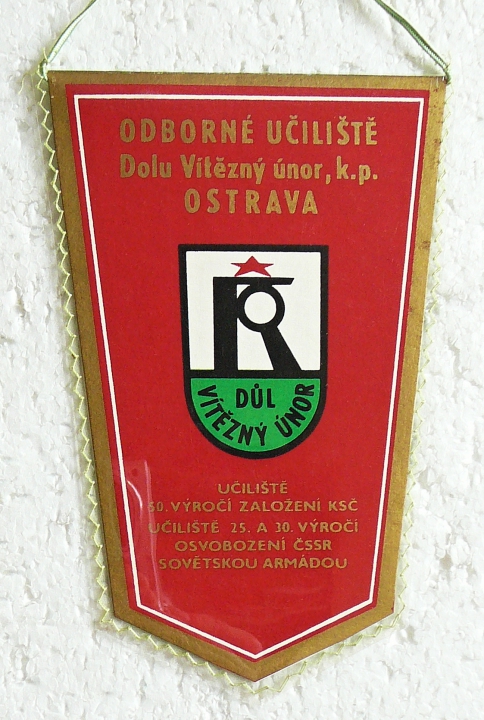 ODBORNÉ UČILIŠTĚ
Dolu Vítězný únor, k.p.
OSTRAVA
DŮL
VÍTĚZNÝ ÚNOR
UČILIŠTĚ
50. VÝROČÍ ZALOŽENÍ KSČ
UČILIŠTĚ 25. A 30. VÝROČÍ
OSVOBOZENÍ ČSSR
SOVĚTSKOU ARMÁDOU